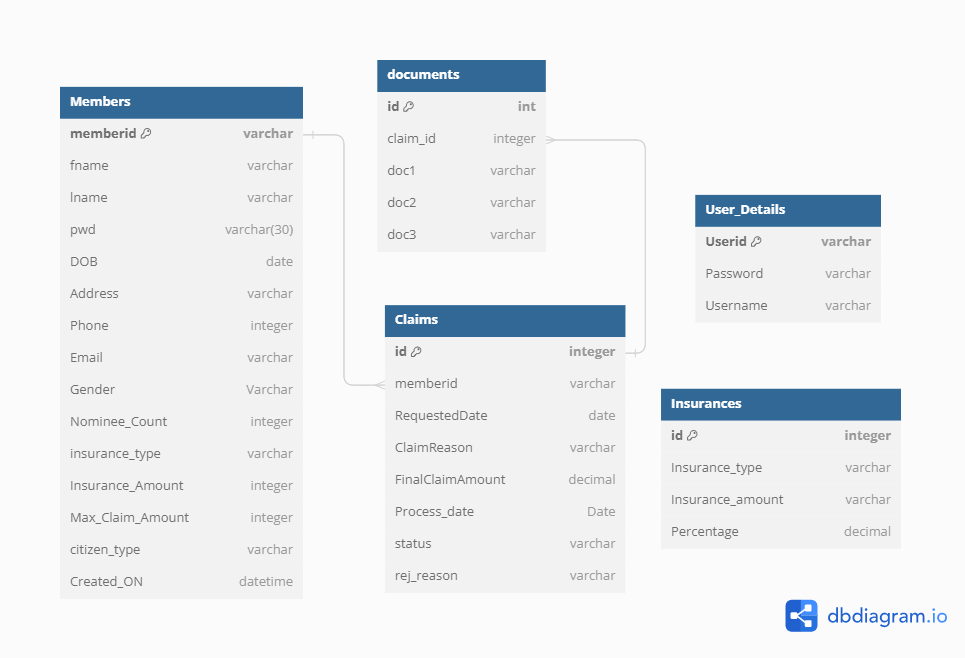 Members
memberid varchar
fname varchar
lname varchar
pwd varchar(30)
DOB date
Address varchar
Phone integer
Email varchar
Gender Varchar
Nominee_Count integer
insurance_type varchar
Insurance_Amount integer
Max_Claim_Amount integer
citizen_type varchar
Created_ON datetime
documents
id int
claim_id integer
doc1 varchar
doc2 varchar
doc3 varchar
Claims
id integer
memberid varchar
RequestedDate date
ClaimReason varchar
FinalClaimAmount decimal
Process_date Date
status varchar
rej_reason varchar
User_Details
Userid varchar
Password varchar
Username varchar
Insurances
id integer
Insurance_type varchar
Insurance_amount varchar
Percentage decimal
dbdiagram.io